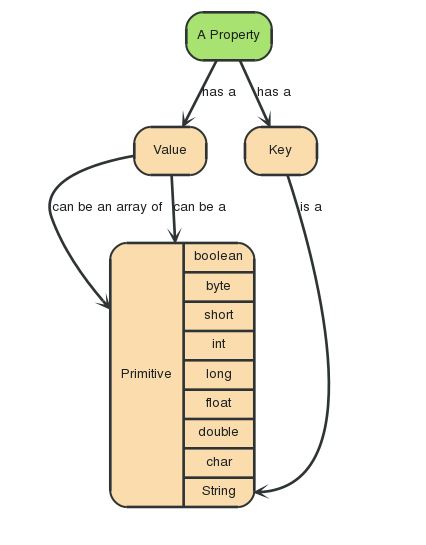 A Property
has a
has a
Value
Key
can be an array of
can be a
is a
boolean
byte
short
int
long
Primitive
float
double
char
String